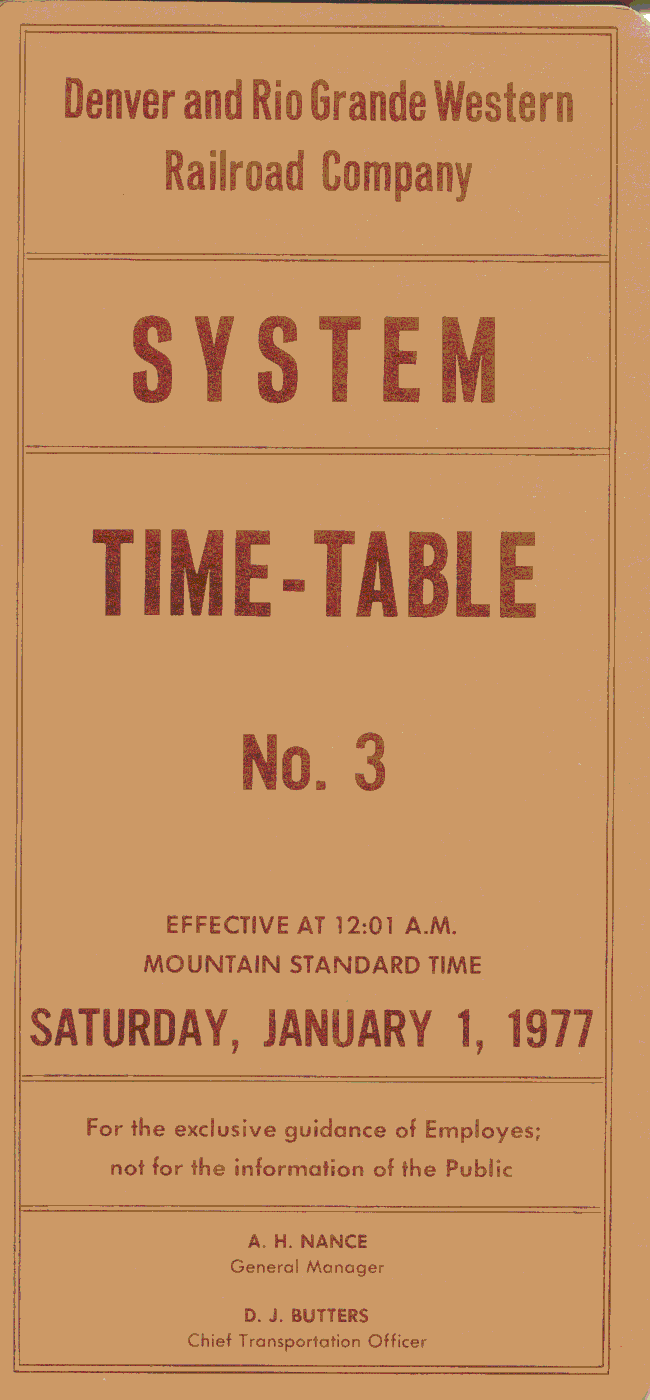 Denver and Rio Grande Western
Railroad Company
SYSTEM
TIME-TABLE
No. 3
EFFECTIVE AT 12:01 A.M.
MOUNTAIN STANDARD TIME
SATURDAY, JANUARY 1, 1977
For the exclusive guidance of Employes;
not for the information of the Public
A. H. NANCE
General Manager
D. J. BUTTERS
Chief Transportation Officer